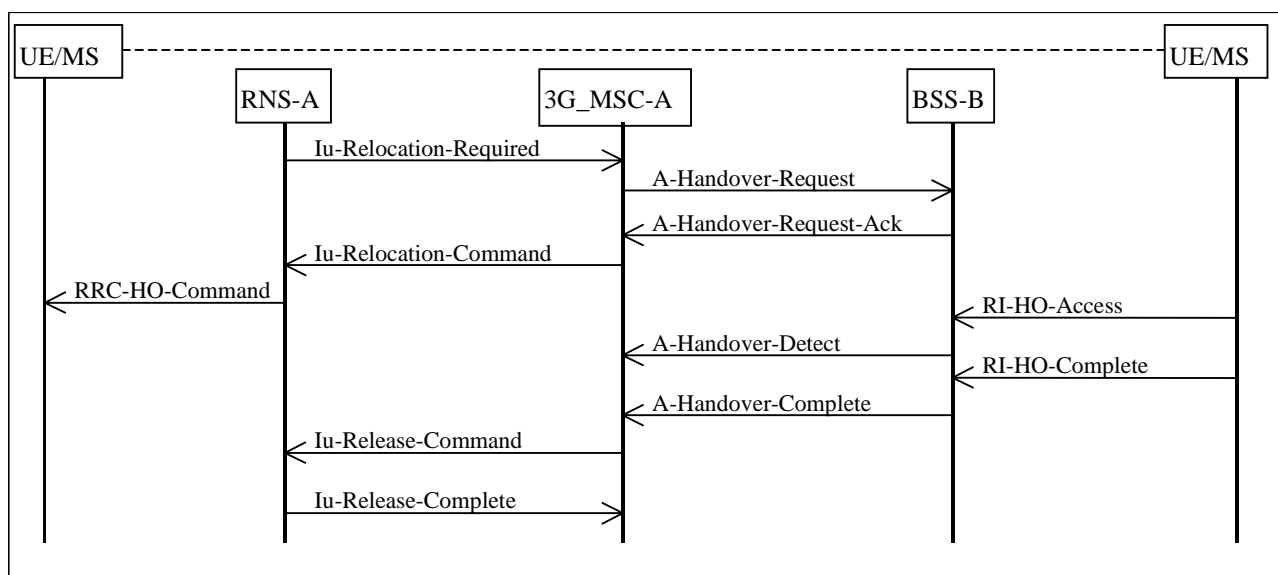 UE/MS
UE/MS
RNS-A
3G_MSC-A
BSS-B
Iu-Relocation-Required
A-Handover-Request
A-Handover-Request-Ack
Iu-Relocation-Command
RRC-HO-Command
RI-HO-Access
A-Handover-Detect
RI-HO-Complete
A-Handover-Complete
Iu-Release-Command
Iu-Release-Complete